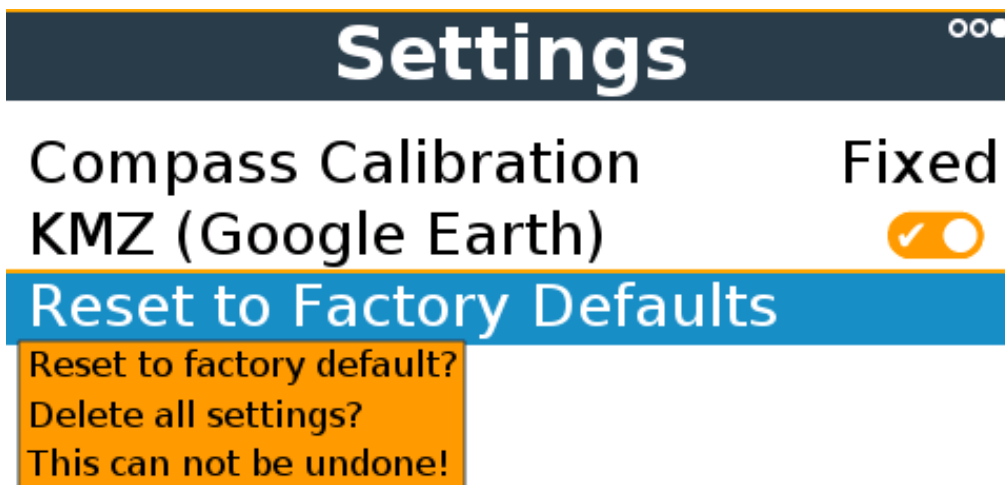 Settings
Compass Calibration Fixed
KMZ (Google Earth)
Reset to Factory Defaults
Reset to factory default?
Delete all settings?
This can not be undone!